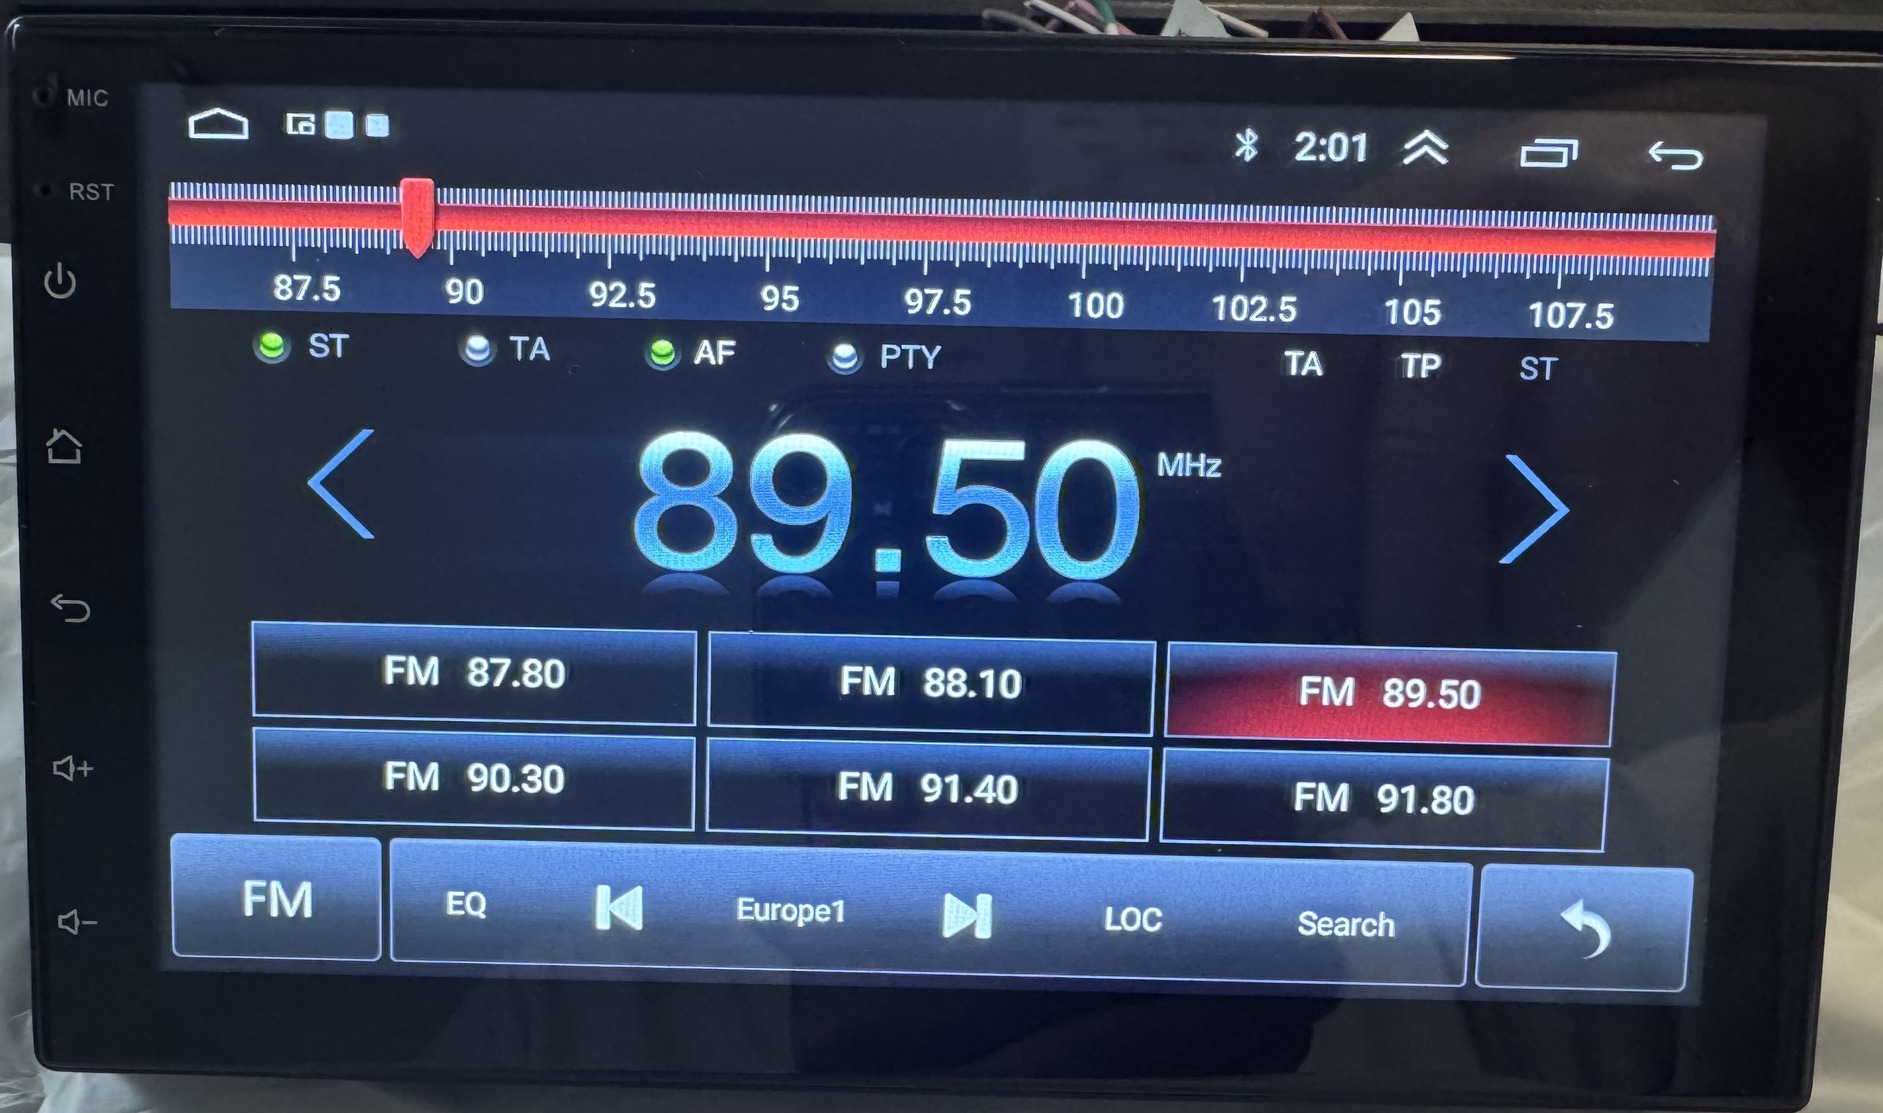 MIC
2:01
RST
87.5 90 92.5 95 97.5 100 102.5 105 107.5
ST TA AF PTY TA TP ST
89.50 MHz
FM 87.80 FM 88.10 FM 89.50
FM 90.30 FM 91.40 FM 91.80
FM EQ Europe1 LOC Search